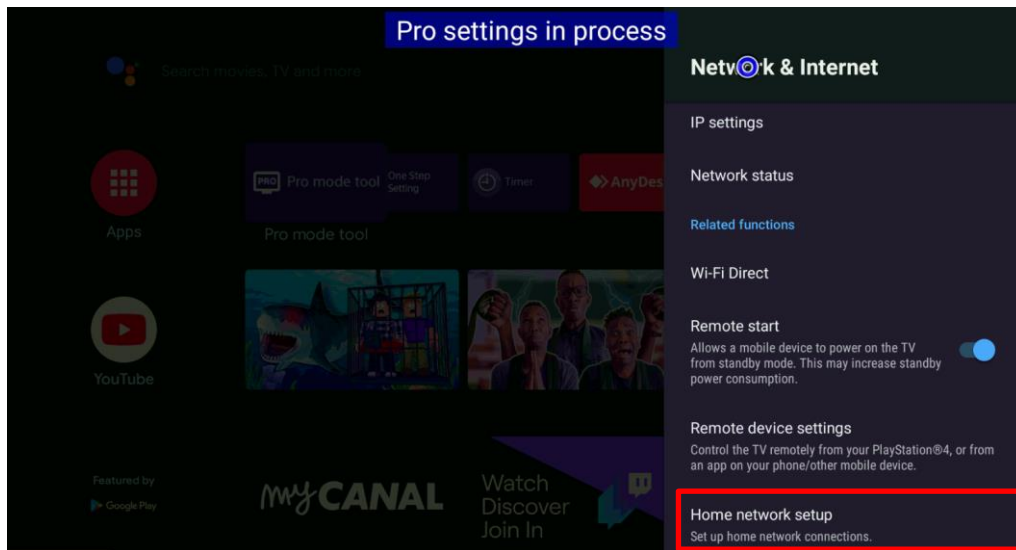 Pro settings in process
Search movies, TV and more
Apps
PRO Pro mode tool
One Step
Setting
Timer
AnyDes
Pro mode tool
YouTube
Featured by
Google Play
myCANAL
Watch
Discover
Join In
Network & Internet
IP settings
Network status
Related functions
Wi-Fi Direct
Remote start
Allows a mobile device to power on the TV
from standby mode. This may increase standby
power consumption.
Remote device settings
Control the TV remotely from your PlayStation®4, or from
an app on your phone/other mobile device.
Home network setup
Set up home network connections.